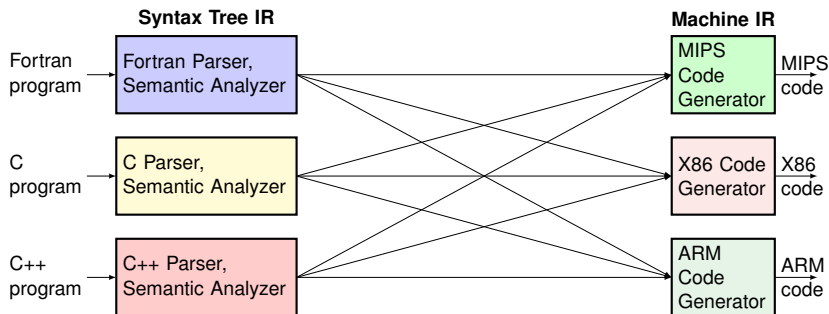 Syntax Tree IR
Machine IR
Fortran
program
Fortran Parser,
Semantic Analyzer
MIPS
Code
Generator
MIPS
code
C
program
C Parser,
Semantic Analyzer
X86 Code
Generator
X86
code
C++
program
C++ Parser,
Semantic Analyzer
ARM
Code
Generator
ARM
code